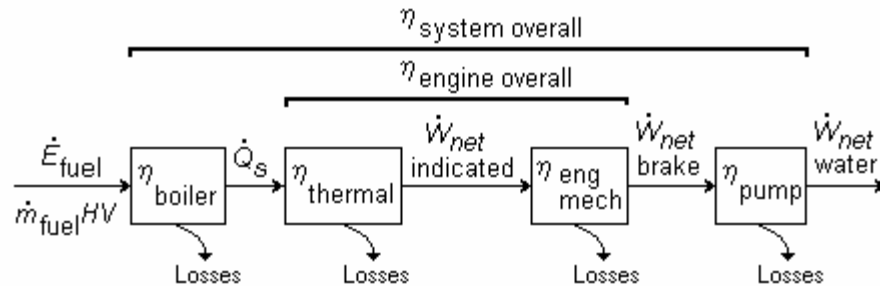 η system overall
η engine overall
Ė fuel
ṁ fuel HV
η boiler
Q̇ s
η thermal
Ẇ net
indicated
η eng
mech
Ẇ net
brake
η pump
Ẇ net
water
Losses
Losses
Losses
Losses